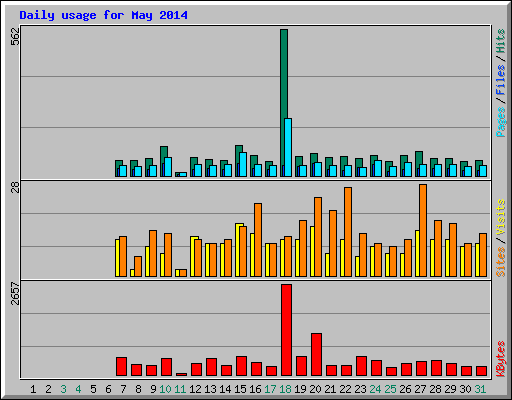 Daily usage for May 2014
562
Pages / Files / Hits
28
Sites / Visits
2657
KBytes
1 2 3 4 5 6 7 8 9 10 11 12 13 14 15 16 17 18 19 20 21 22 23 24 25 26 27 28 29 30 31